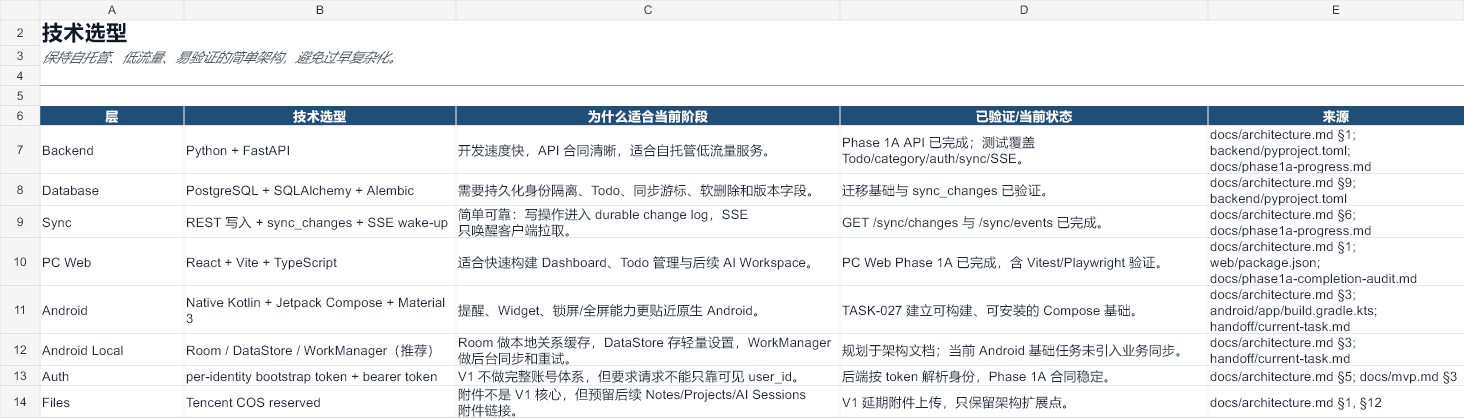 A B C D E
2 技术选型
3 保持自托管、低流量、易验证的简单架构，避免过早复杂化。
4
5
6 层 技术选型 为什么适合当前阶段 已验证/当前状态 来源
7 Backend Python + FastAPI 开发速度快，API 合同清晰，适合自托管低流量服务。 Phase 1A API 已完成；测试覆盖
Todo/category/auth/sync/SSE。
docs/architecture.md §1;
backend/pyproject.toml;
docs/phase1a-progress.md
8 Database PostgreSQL + SQLAlchemy + Alembic 需要持久化身份隔离、Todo、同步游标、软删除和版本字段。 迁移基础与 sync_changes 已验证。
docs/architecture.md §9;
backend/pyproject.toml
9 Sync REST 写入 + sync_changes + SSE wake-up 简单可靠：写操作进入 durable change log，SSE
只唤醒客户端拉取。
GET /sync/changes 与 /sync/events 已完成。
docs/architecture.md §6;
docs/phase1a-progress.md
10 PC Web React + Vite + TypeScript 适合快速构建 Dashboard、Todo 管理与后续 AI Workspace。 PC Web Phase 1A 已完成，含 Vitest/Playwright 验证。
docs/architecture.md §1;
web/package.json;
docs/phase1a-completion-audit.md
11 Android Native Kotlin + Jetpack Compose + Material
3
提醒、Widget、锁屏/全屏能力更贴近原生 Android。 TASK-027 建立可构建、可安装的 Compose 基础。
docs/architecture.md §3;
android/app/build.gradle.kts;
handoff/current-task.md
12 Android Local Room / DataStore / WorkManager（推荐） Room 做本地关系缓存，DataStore 存轻量设置，WorkManager
做后台同步和重试。
规划于架构文档；当前 Android 基础任务未引入业务同步。
docs/architecture.md §3;
handoff/current-task.md
13 Auth per-identity bootstrap token + bearer token V1 不做完整账号体系，但要求请求不能只靠可见 user_id。 后端按 token 解析身份，Phase 1A 合同稳定。 docs/architecture.md §5; docs/mvp.md §3
14 Files Tencent COS reserved 附件不是 V1 核心，但预留后续 Notes/Projects/AI Sessions
附件链接。
V1 延期附件上传，只保留架构扩展点。 docs/architecture.md §1, §12